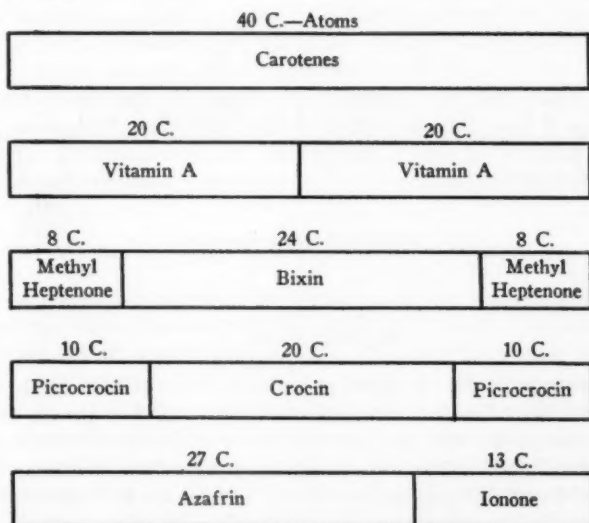 40 C.—Atoms
Carotenes
20 C. 20 C.
Vitamin A Vitamin A
8 C. 24 C. 8 C.
Methyl Heptenone Bixin Methyl Heptenone
10 C. 20 C. 10 C.
Picrocrocin Crocin Picrocrocin
27 C. 13 C.
Azafrin Ionone